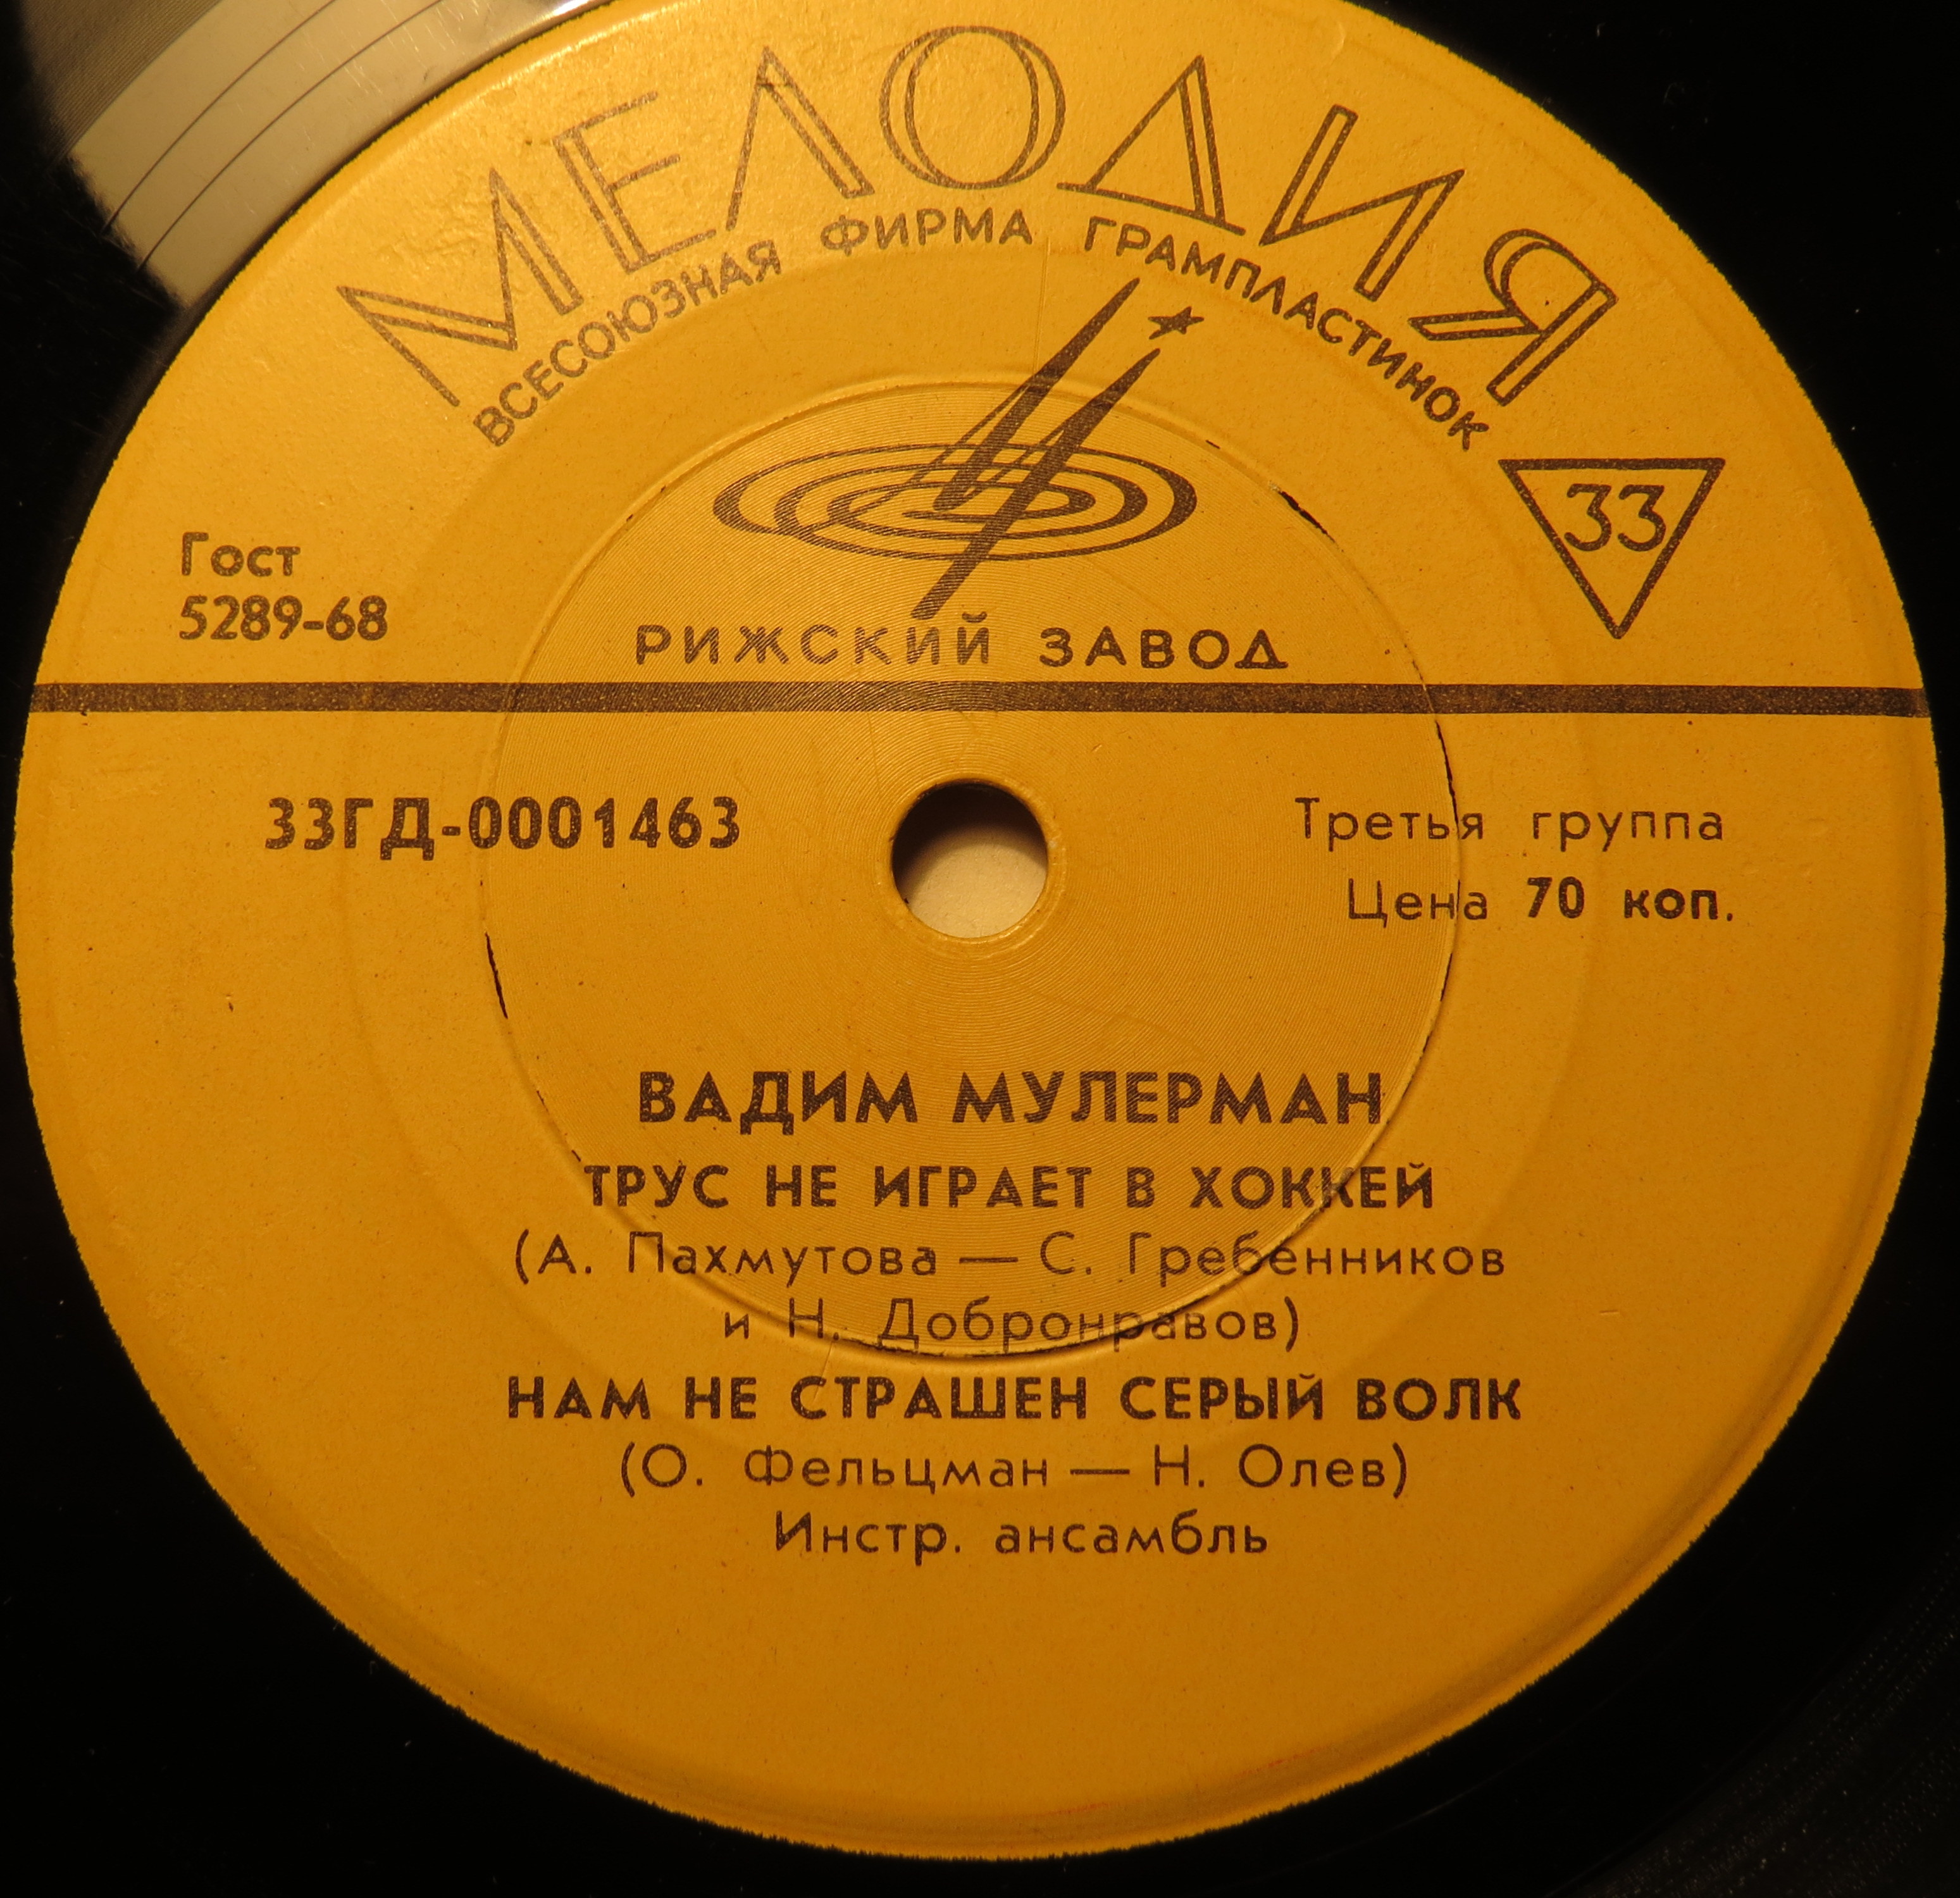 МЕЛОДИЯ
ВСЕСОЮЗНАЯ ФИРМА ГРАМПЛАСТИНОК
33
Гост
5289-68
РИЖСКИЙ ЗАВОД
33ГД-0001463
Третья группа
Цена 70 коп.
ВАДИМ МУЛЕРМАН
ТРУС НЕ ИГРАЕТ В ХОККЕЙ
(А. Пахмутова — С. Гребенников
и Н. Добронравов)
НАМ НЕ СТРАШЕН СЕРЫЙ ВОЛК
(О. Фельцман — Н. Олев)
Инстр. ансамбль